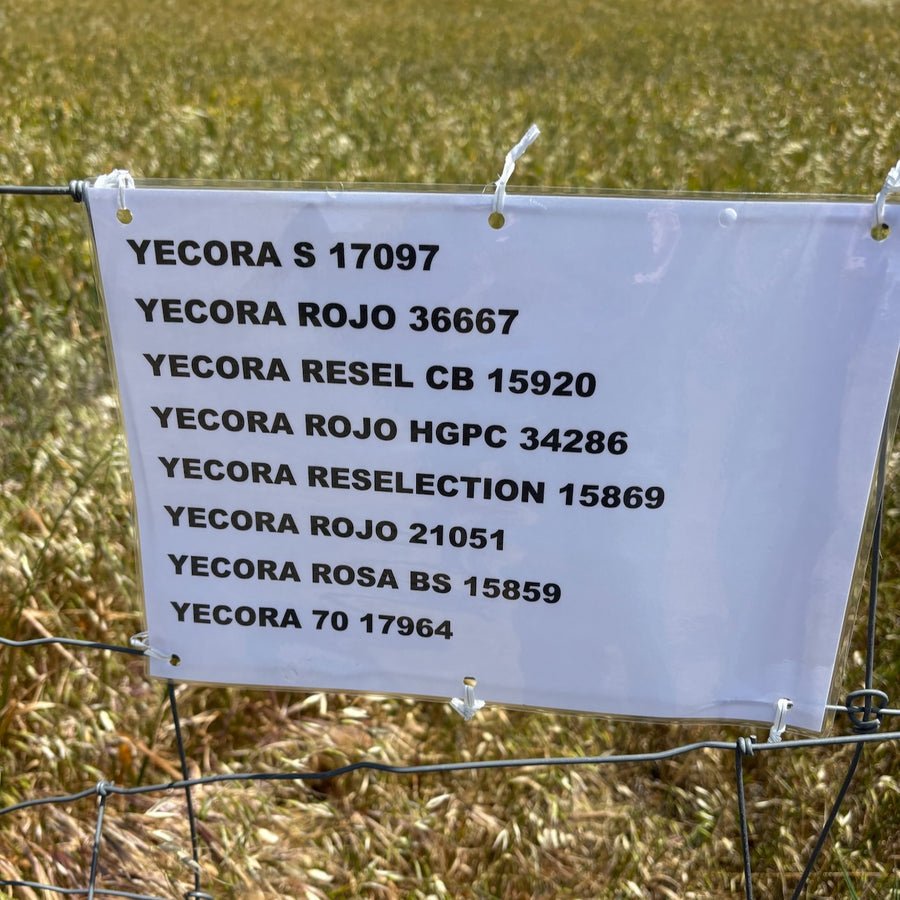 YECORA S 17097
YECORA ROJO 36667
YECORA RESEL CB 15920
YECORA ROJO HGPC 34286
YECORA RESELECTION 15869
YECORA ROJO 21051
YECORA ROSA BS 15859
YECORA 70 17964